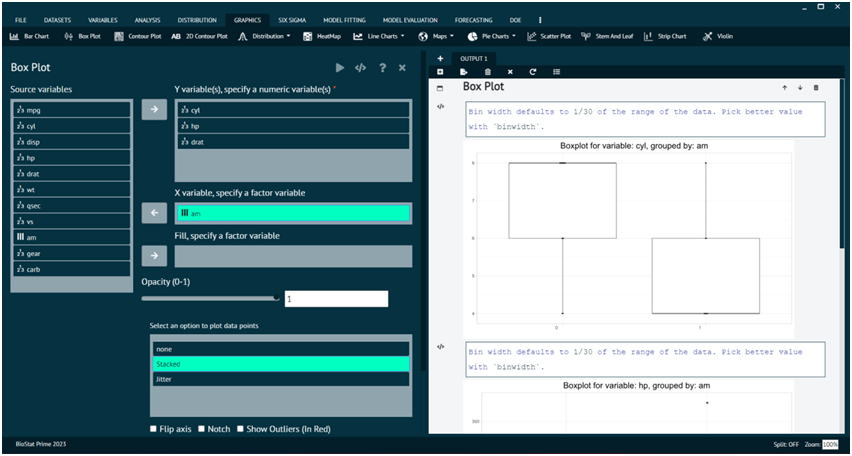 FILE DATASETS VARIABLES ANALYSIS DISTRIBUTION GRAPHICS SIX SIGMA MODEL FITTING MODEL EVALUATION FORECASTING DOE
Bar Chart Box Plot Contour Plot AB 2D Contour Plot Distribution HeatMap Line Charts Maps Pie Charts Scatter Plot Stem And Leaf Strip Chart Violin
Box Plot
Source variables
mpg
cyl
disp
hp
drat
wt
qsec
vs
am
gear
carb
Y variable(s), specify a numeric variable(s) *
cyl
hp
drat
X variable, specify a factor variable
am
Fill, specify a factor variable
Opacity (0-1)
1
Select an option to plot data points
none
Stacked
Jitter
Flip axis Notch Show Outliers (In Red)
OUTPUT 1
Box Plot
Bin width defaults to 1/30 of the range of the data. Pick better value
with `binwidth`.
Boxplot for variable: cyl, grouped by: am
8
7
6
5
4
0 1
Bin width defaults to 1/30 of the range of the data. Pick better value
with `binwidth`.
Boxplot for variable: hp, grouped by: am
300
BioStat Prime 2023
Split: OFF Zoom: 100%